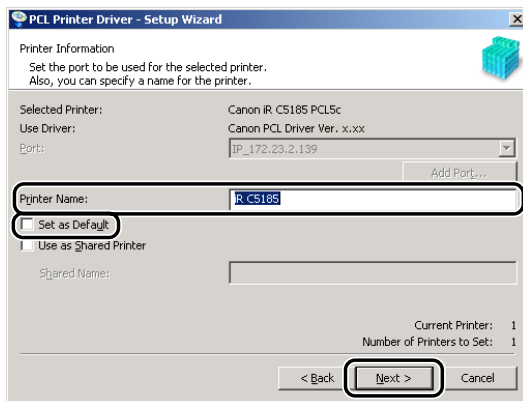 PCL Printer Driver - Setup Wizard
Printer Information
Set the port to be used for the selected printer.
Also, you can specify a name for the printer.
Selected Printer: Canon iR C5185 PCL5c
Use Driver: Canon PCL Driver Ver. x.xx
Port: IP_172.23.2.139
Add Port...
Printer Name: iR C5185
Set as Default
Use as Shared Printer
Shared Name:
Current Printer: 1
Number of Printers to Set: 1
< Back Next > Cancel